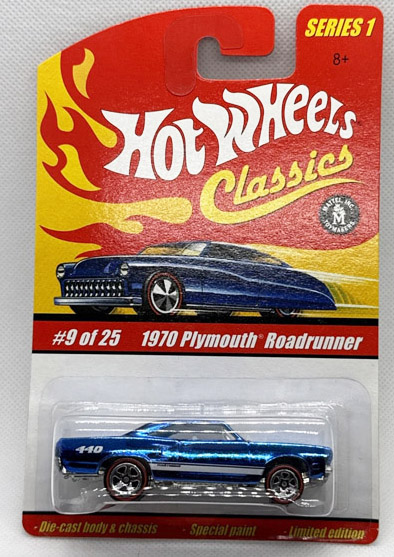 SERIES 1
8+
HOT WHEELS
Classics
MATTEL, INC.
M
TOYMAKERS
#9 of 25 1970 Plymouth® Roadrunner
440
- Die-cast body & chassis - Special paint - Limited edition